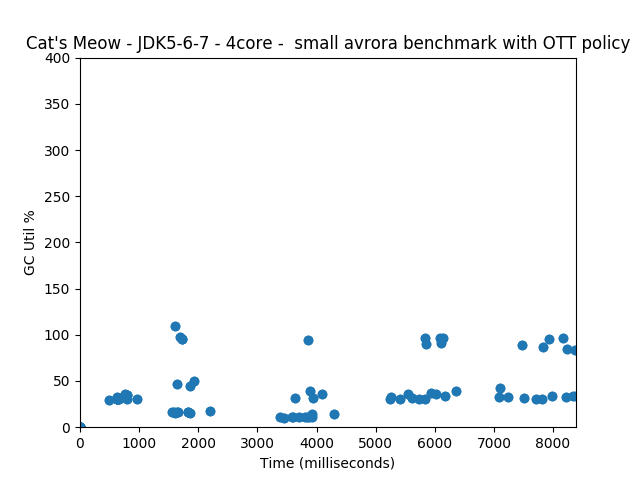 Cat's Meow - JDK5-6-7 - 4core -  small avrora benchmark with OTT policy
400
350
300
250
200
150
100
50
0
GC Util %
0 1000 2000 3000 4000 5000 6000 7000 8000
Time (milliseconds)